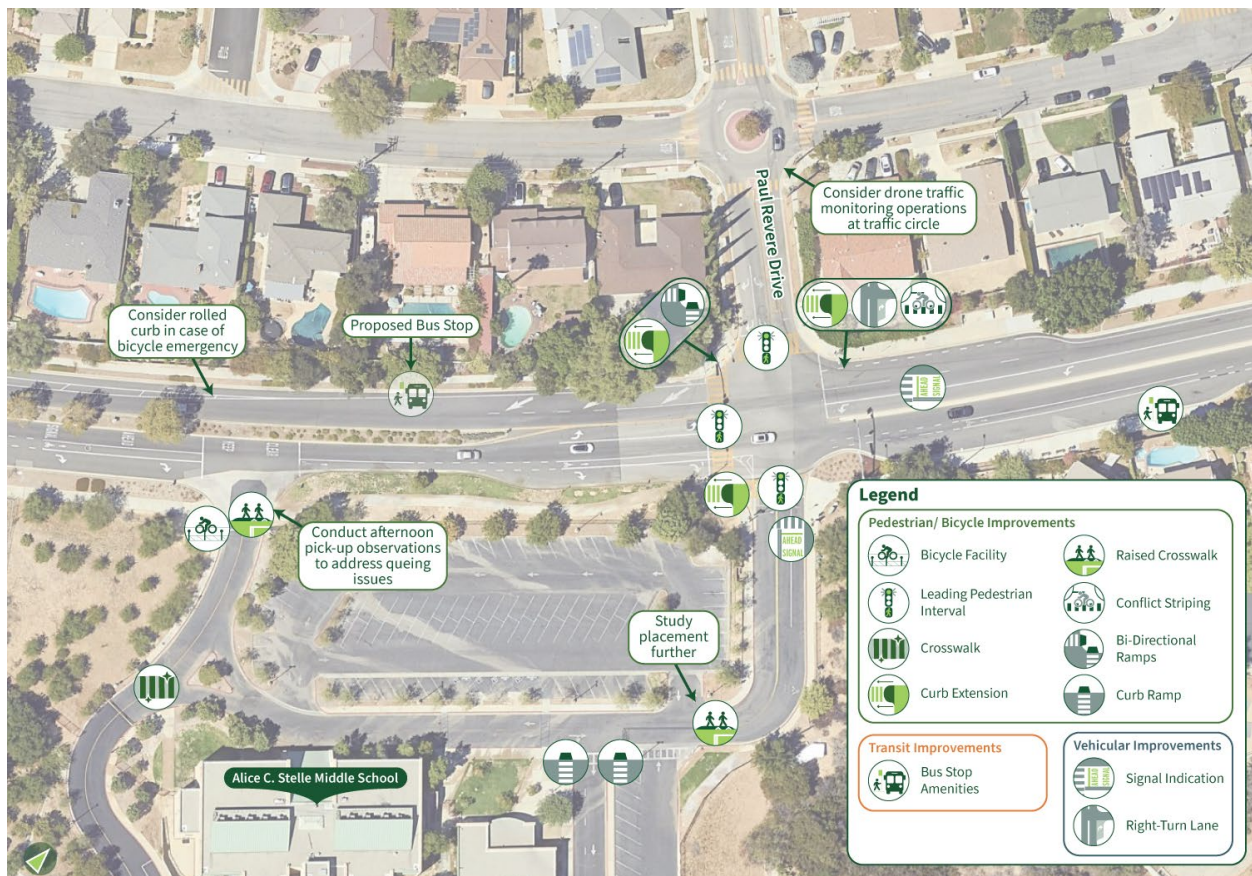 Consider drone traffic
monitoring operations
at traffic circle
Paul Revere Drive
Consider rolled
curb in case of
bicycle emergency
Proposed Bus Stop
AHEAD
SIGNAL
AHEAD
SIGNAL
Conduct afternoon
pick-up observations
to address queing
issues
Study
placement
further
Alice C. Stelle Middle School
Legend
Pedestrian/ Bicycle Improvements
Bicycle Facility
Leading Pedestrian
Interval
Crosswalk
Curb Extension
Raised Crosswalk
Conflict Striping
Bi-Directional
Ramps
Curb Ramp
Transit Improvements
Bus Stop
Amenities
Vehicular Improvements
AHEAD
SIGNAL
Signal Indication
Right-Turn Lane